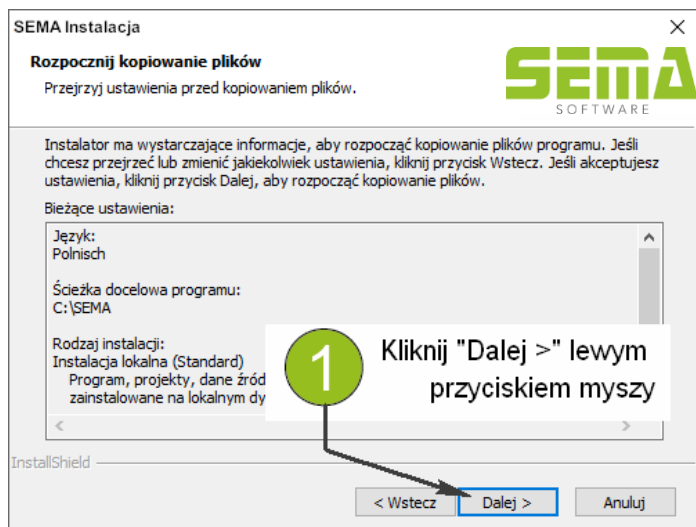 SEMA Instalacja
Rozpocznij kopiowanie plików
Przejrzyj ustawienia przed kopiowaniem plików.
SEMA
SOFTWARE
Instalator ma wystarczające informacje, aby rozpocząć kopiowanie plików programu. Jeśli
chcesz przejrzeć lub zmienić jakiekolwiek ustawienia, kliknij przycisk Wstecz. Jeśli akceptujesz
ustawienia, kliknij przycisk Dalej, aby rozpocząć kopiowanie plików.
Bieżące ustawienia:
Język:
Polnisch
Ścieżka docelowa programu:
C:\SEMA
Rodzaj instalacji:
Instalacja lokalna (Standard)
Program, projekty, dane źród
zainstalowane na lokalnym dy
1
Kliknij "Dalej >" lewym
przyciskiem myszy
InstallShield
< Wstecz
Dalej >
Anuluj